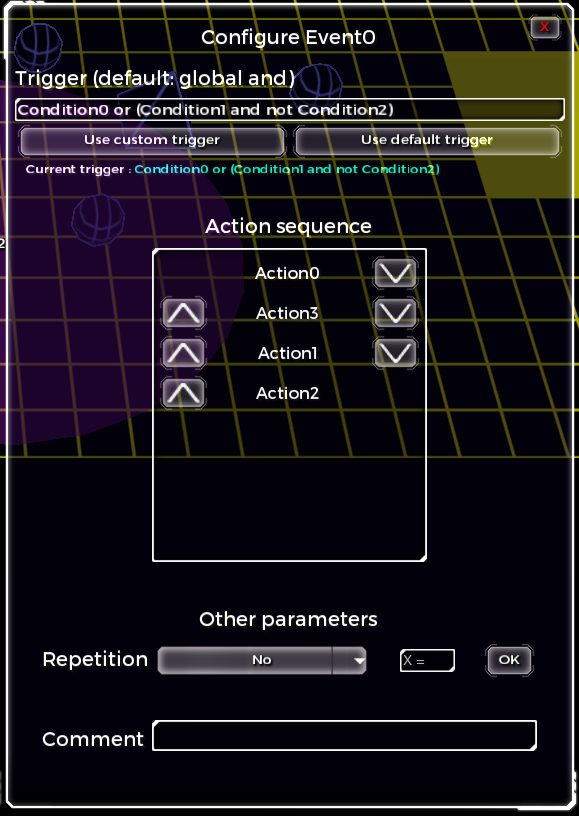 Configure Event0
X
Trigger (default: global and)
Condition0 or (Condition1 and not Condition2)
Use custom trigger
Use default trigger
Current trigger : Condition0 or (Condition1 and not Condition2)
2
Action sequence
Action0
Action3
Action1
Action2
Other parameters
Repetition
No
X =
OK
Comment